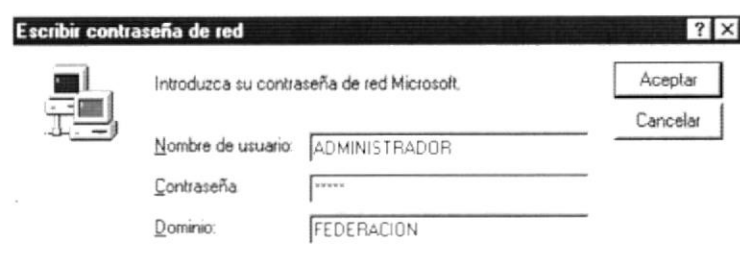 Escribir contraseña de red
Introduzca su contraseña de red Microsoft.
Aceptar
Cancelar
Nombre de usuario: ADMINISTRADOR
Contraseña -----
Dominio: FEDERACION